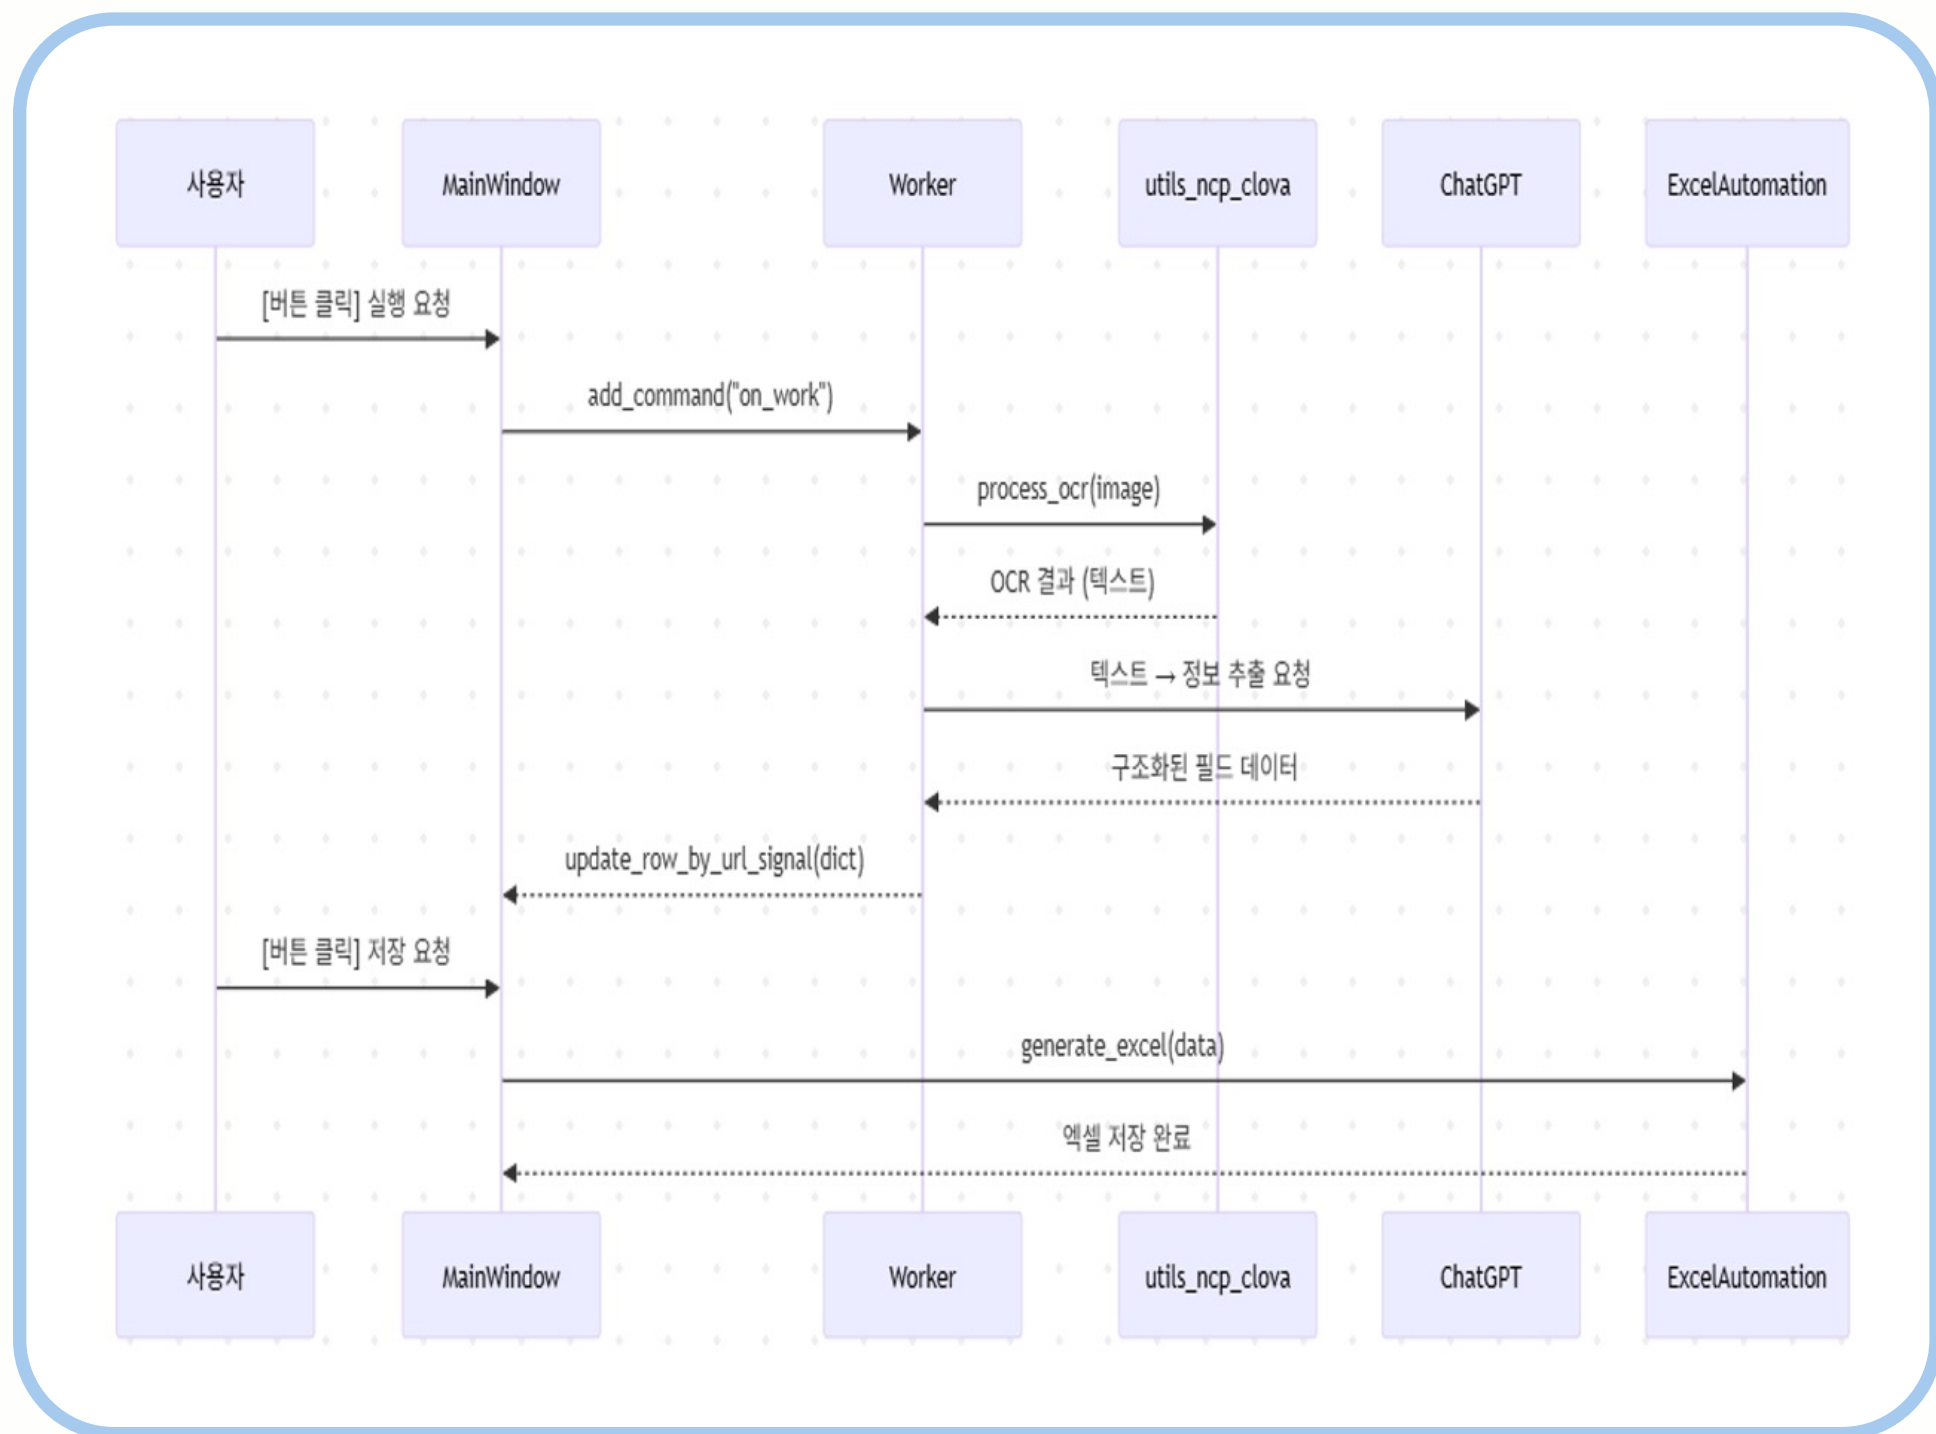 사용자
MainWindow
Worker
utils_ncp_clova
ChatGPT
ExcelAutomation
[버튼 클릭] 실행 요청
add_command("on_work")
process_ocr(image)
OCR 결과 (텍스트)
텍스트 → 정보 추출 요청
구조화된 필드 데이터
update_row_by_url_signal(dict)
[버튼 클릭] 저장 요청
generate_excel(data)
엑셀 저장 완료
사용자
MainWindow
Worker
utils_ncp_clova
ChatGPT
ExcelAutomation